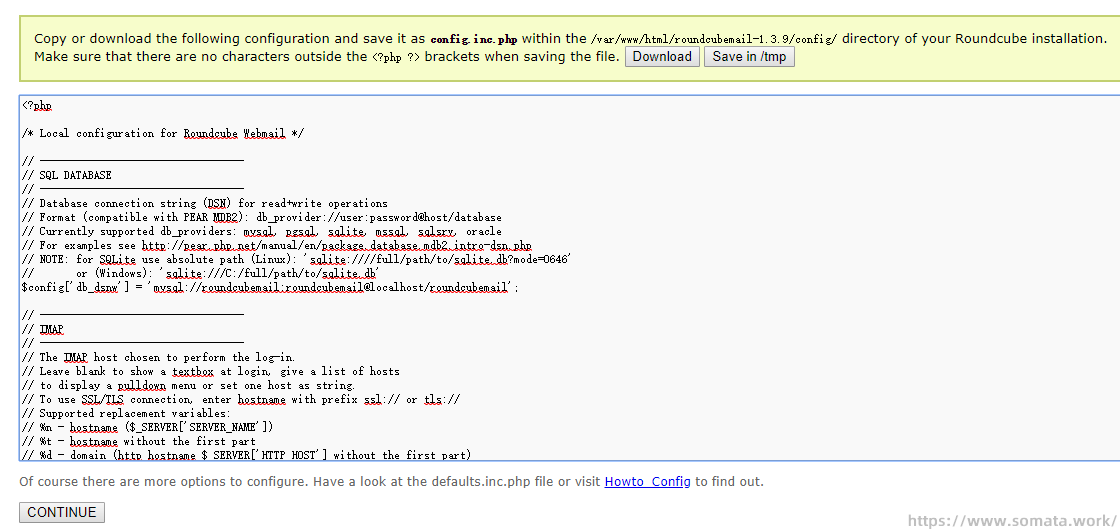 Copy or download the following configuration and save it as config.inc.php within the /var/www/html/roundcubemail-1.3.9/config/ directory of your Roundcube installation.
Make sure that there are no characters outside the <?php ?> brackets when saving the file. Download Save in /tmp
<?php
/* Local configuration for Roundcube Webmail */
// ----------------------------------
// SQL DATABASE
// ----------------------------------
// Database connection string (DSN) for read+write operations
// Format (compatible with PEAR MDB2): db_provider://user:password@host/database
// Currently supported db_providers: mysql, pgsql, sqlite, mssql, sqlsrv, oracle
// For examples see http://pear.php.net/manual/en/package.database.mdb2.intro-dsn.php
// NOTE: for SQLite use absolute path (Linux): 'sqlite:////full/path/to/sqlite.db?mode=0646'
//       or (Windows): 'sqlite:///C:/full/path/to/sqlite.db'
$config['db_dsnw'] = 'mysql://roundcubemail:roundcubemail@localhost/roundcubemail';
// ----------------------------------
// IMAP
// ----------------------------------
// The IMAP host chosen to perform the log-in.
// Leave blank to show a textbox at login, give a list of hosts
// to display a pulldown menu or set one host as string.
// To use SSL/TLS connection, enter hostname with prefix ssl:// or tls://
// Supported replacement variables:
// %n - hostname ($_SERVER['SERVER_NAME'])
// %t - hostname without the first part
// %d - domain (http hostname $_SERVER['HTTP_HOST'] without the first part)
Of course there are more options to configure. Have a look at the defaults.inc.php file or visit Howto_Config to find out.
CONTINUE
https://www.somata.work/